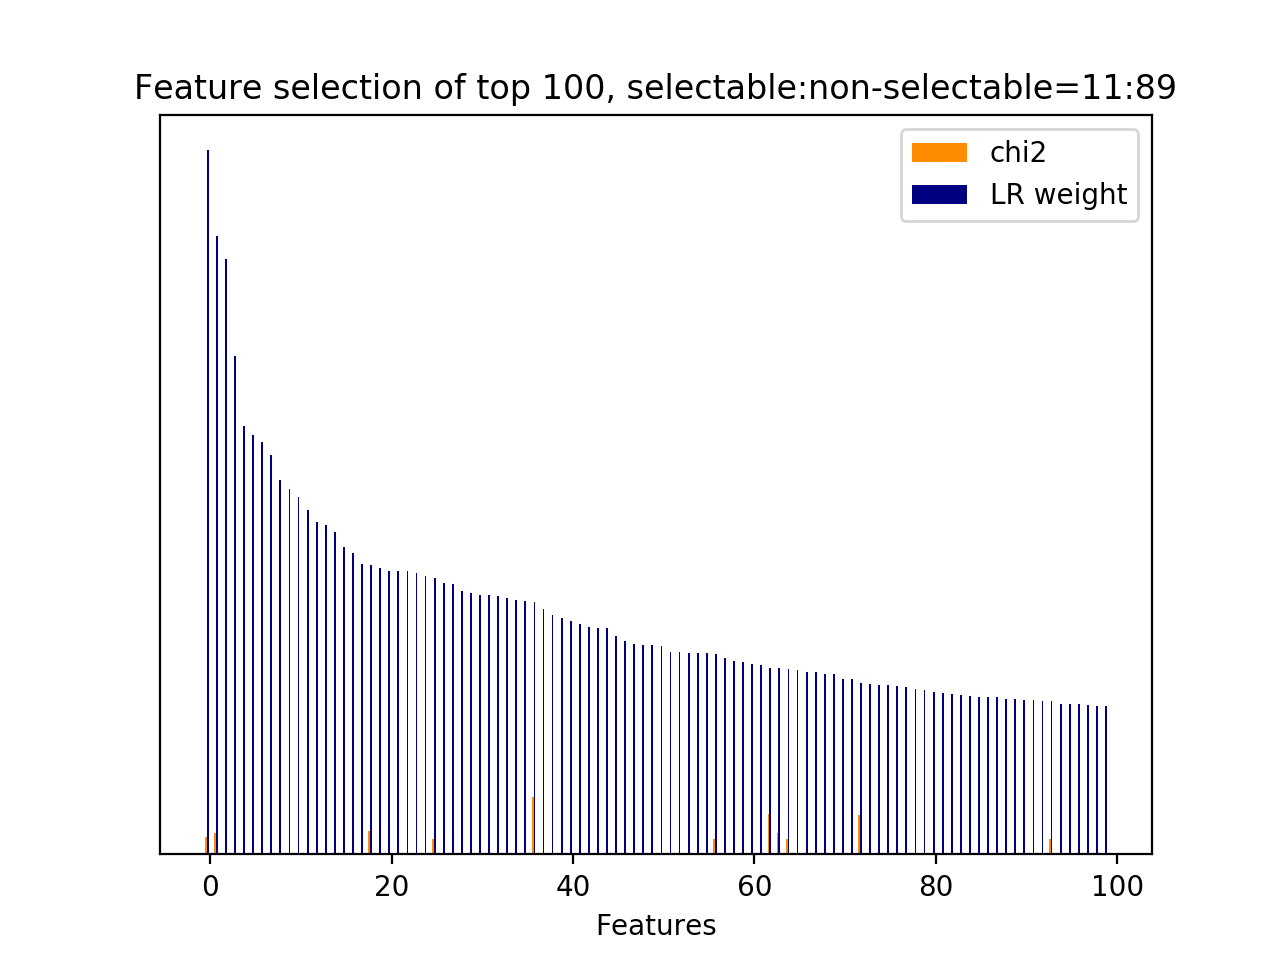 Feature selection of top 100, selectable:non-selectable=11:89
chi2
LR weight
0 20 40 60 80 100
Features